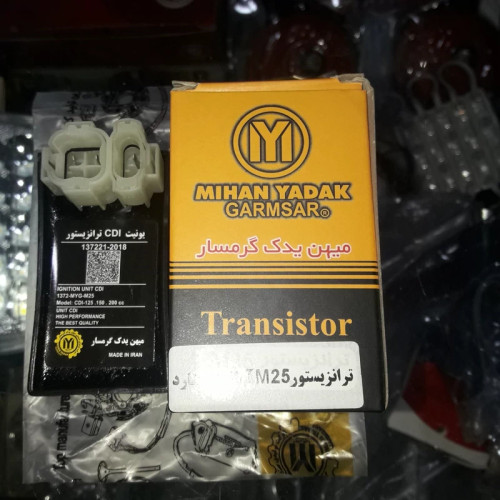 یونیت CDI ترانزیستور
137221-2018
IGNITION UNIT CDI
1372-MYG-M25
Model: CDI-125 .150 . 200 cc
UNIT CDI
HIGH PERFORMANCE
THE BEST QUALITY
میهن یدک گرمسار
MADE IN IRAN
MIHAN YADAK
GARMSAR®
میهن یدک گرمسار
Transistor
ترانزیستور